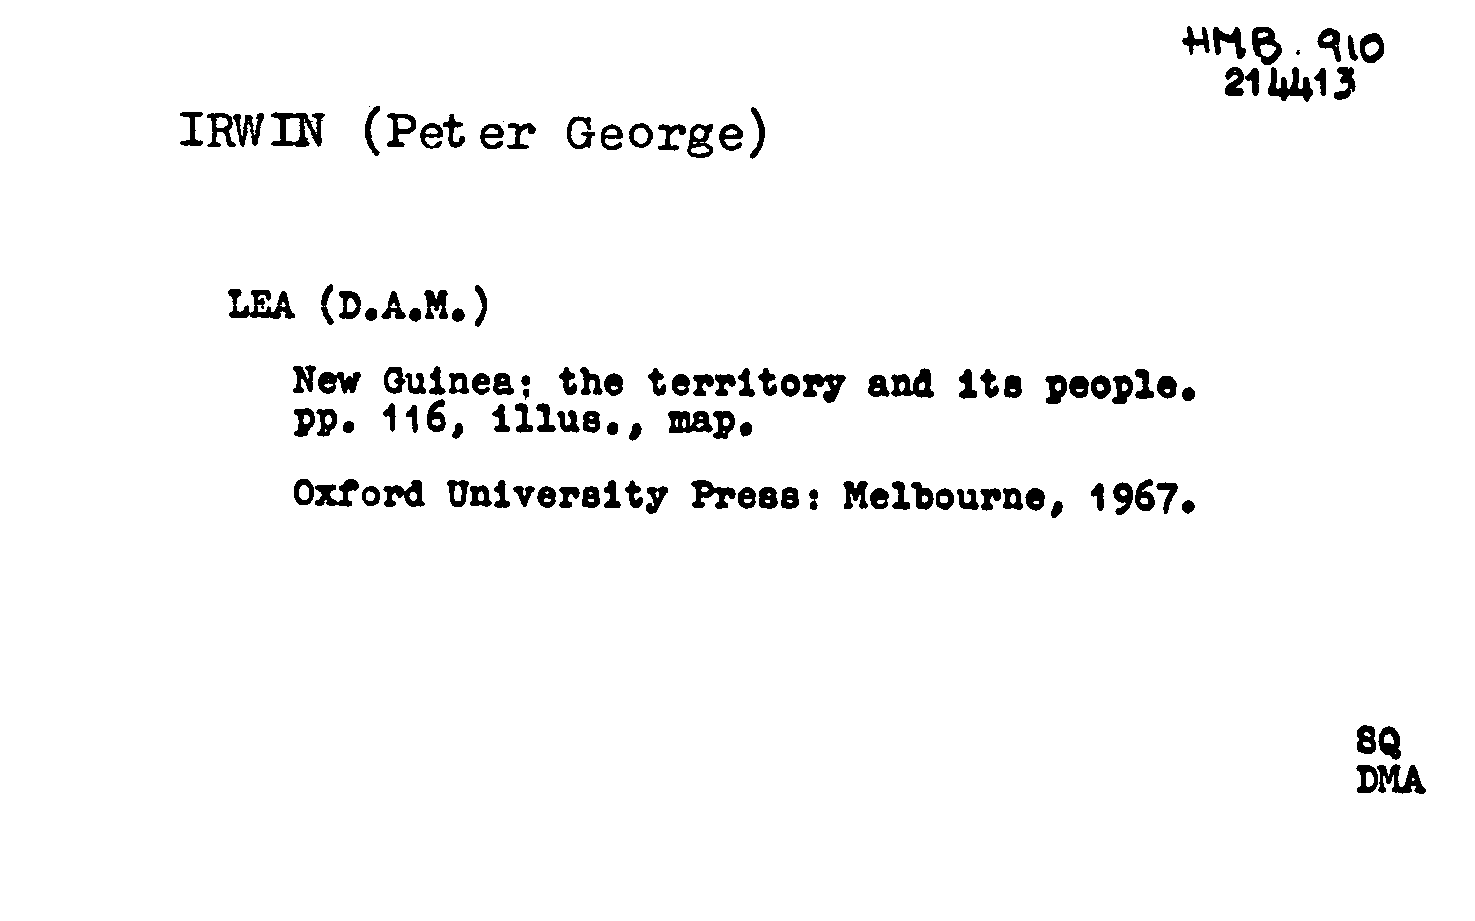 HMB. 910
214413
IRWIN (Peter George)
LEA (D.A.M.)
New Guinea: the territory and its people.
pp. 116, illus., map.
Oxford University Press: Melbourne, 1967.
SQ
DMA